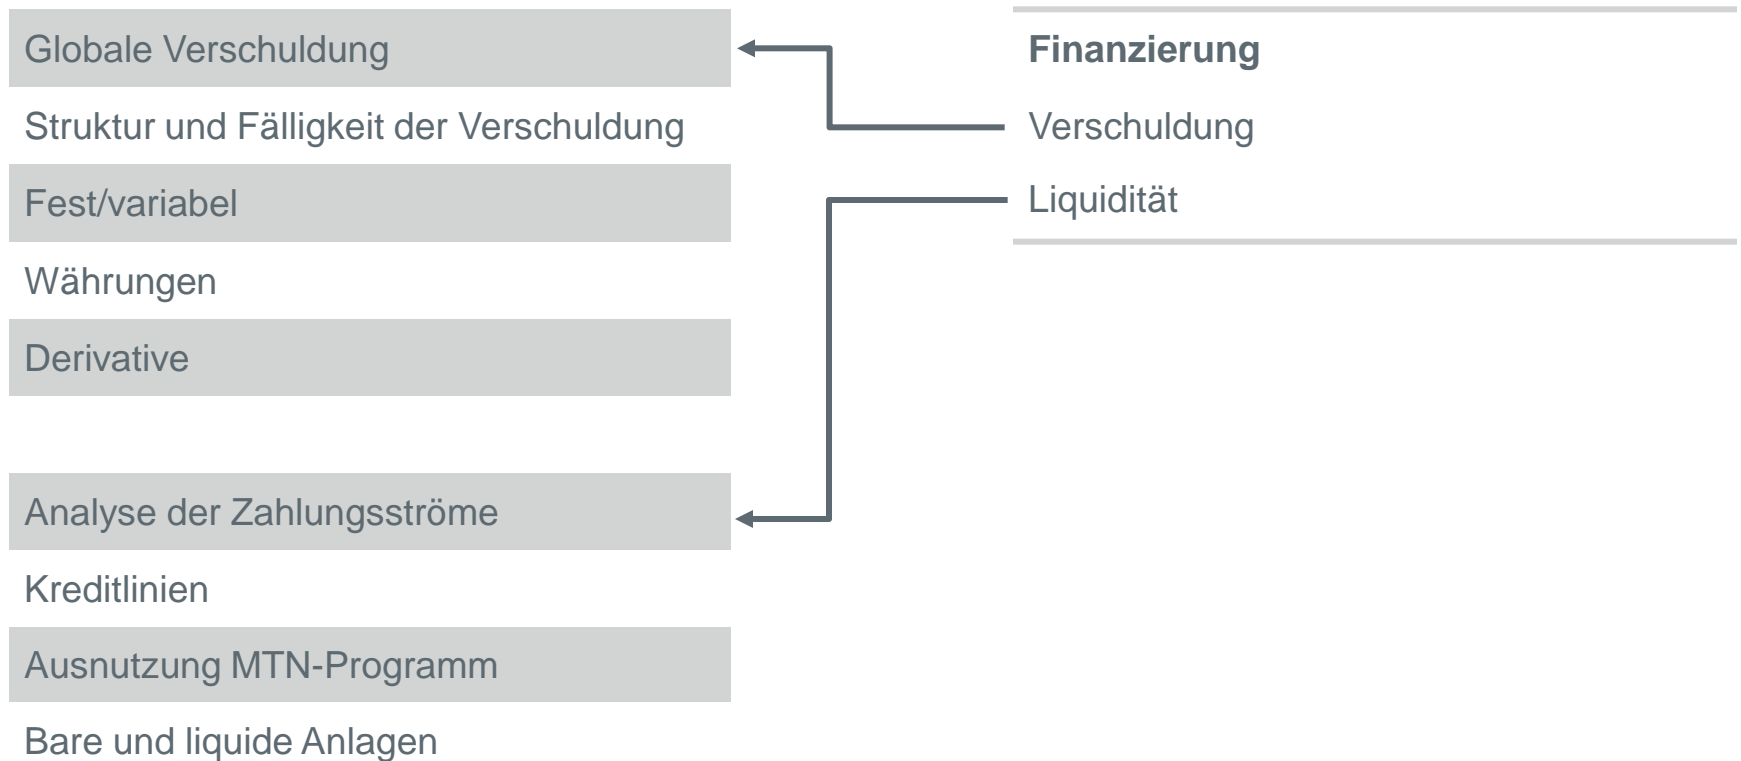 Globale Verschuldung
Struktur und Fälligkeit der Verschuldung
Fest/variabel
Währungen
Derivative
Analyse der Zahlungsströme
Kreditlinien
Ausnutzung MTN-Programm
Bare und liquide Anlagen
Finanzierung
Verschuldung
Liquidität